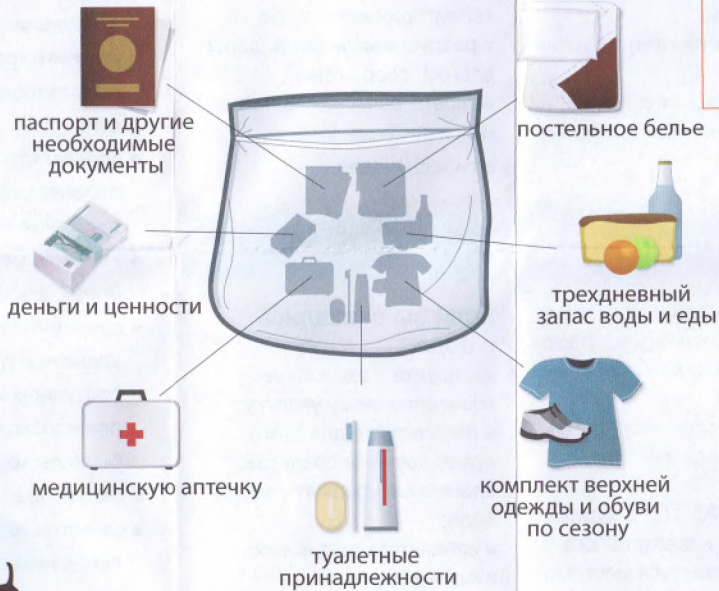 паспорт и другие
необходимые
документы
постельное белье
деньги и ценности
трехдневный
запас воды и еды
медицинскую аптечку
комплект верхней
одежды и обуви
по сезону
туалетные
принадлежности